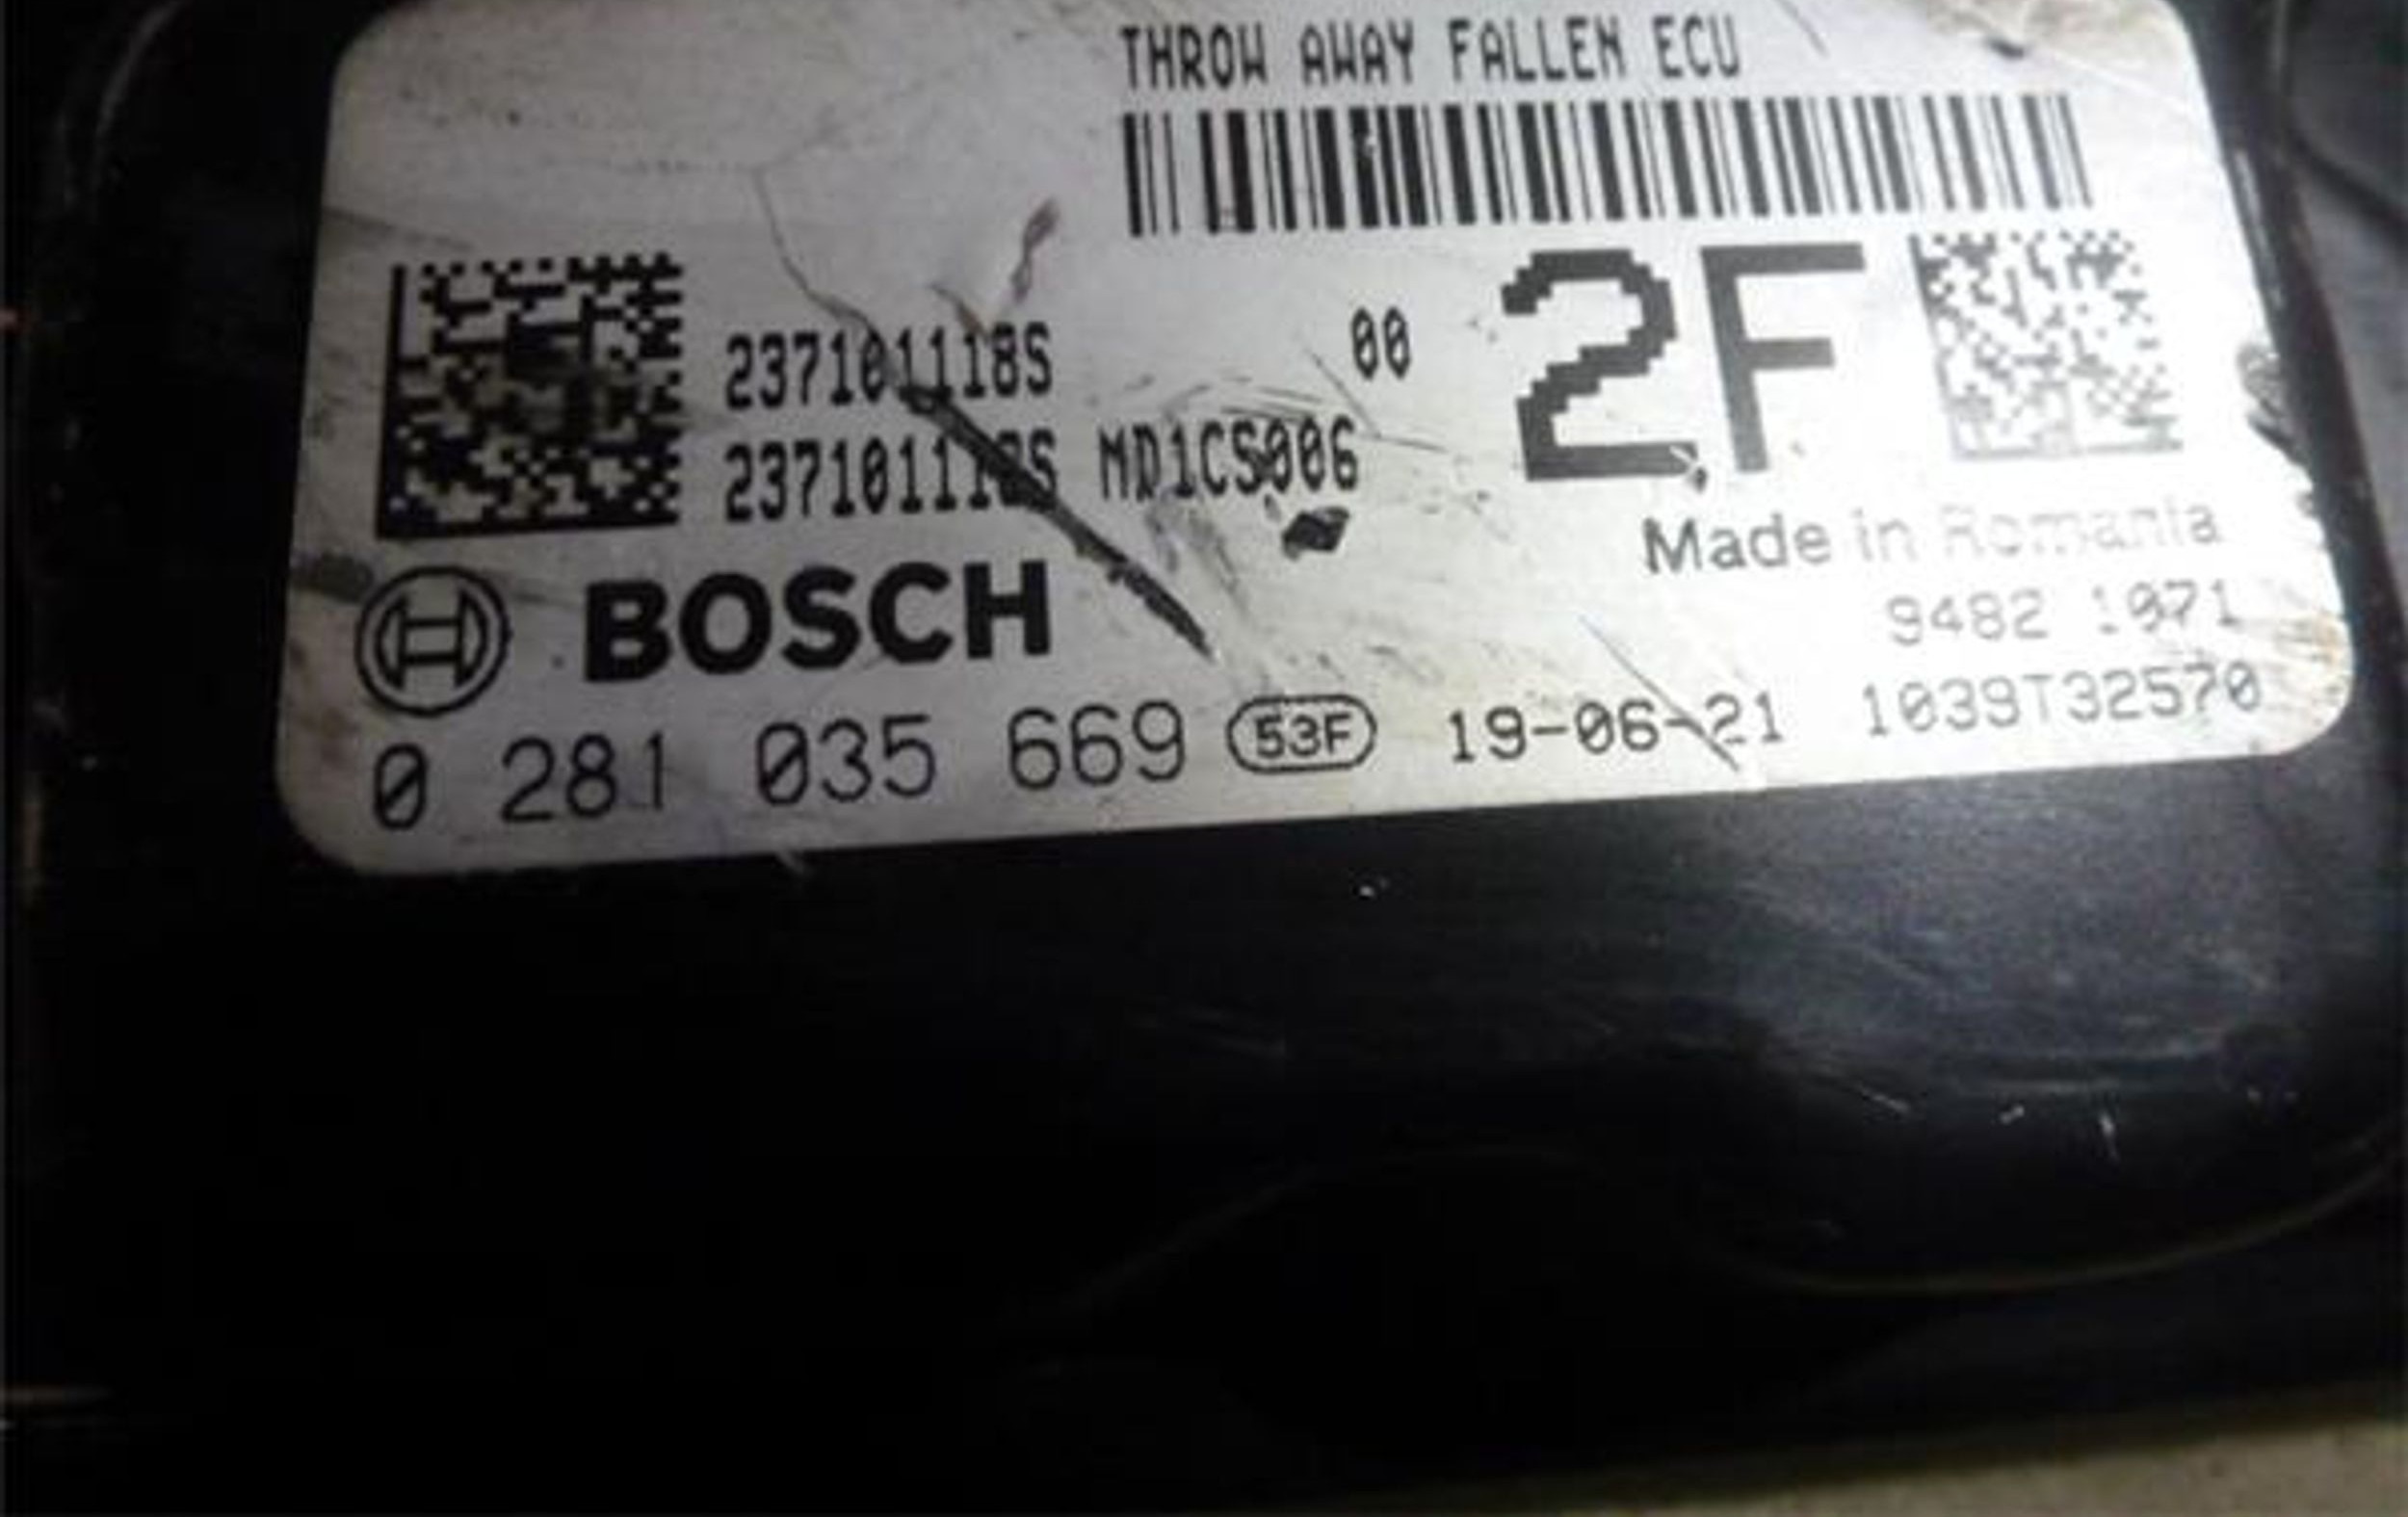 THROW AWAY FALLEN ECU
237101118S 00 2F
237101118S MD1CS006
Made in Romania
BOSCH
9482 1071
0 281 035 669 53F 19-06-21 1039T32570